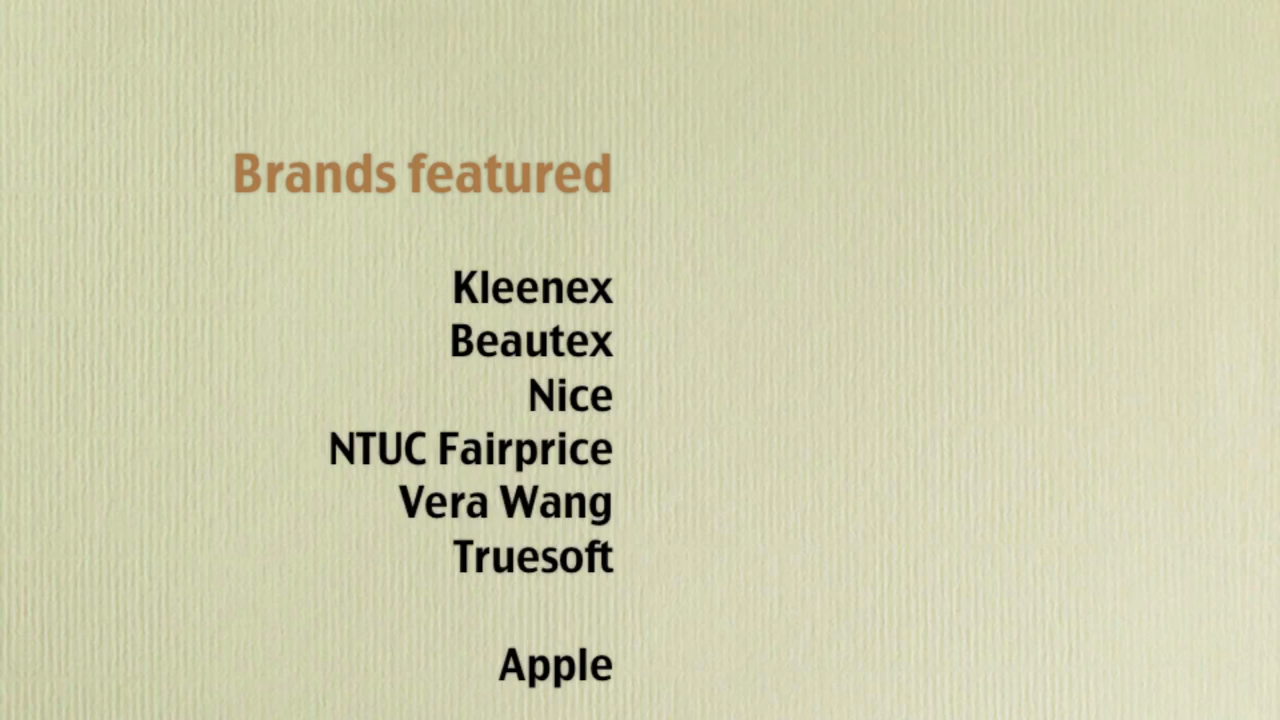 Brands featured
Kleenex
Beautex
Nice
NTUC Fairprice
Vera Wang
Truesoft
Apple